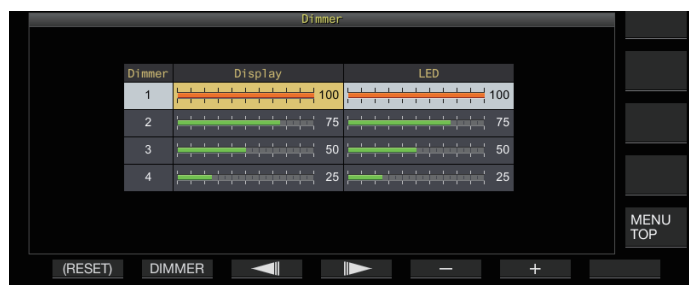 Dimmer
Dimmer Display LED
1 100 100
2 75 75
3 50 50
4 25 25
MENU
TOP
(RESET) DIMMER − +